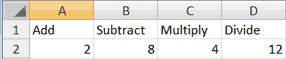 A B C D
1 Add Subtract Multiply Divide
2 2 8 4 12